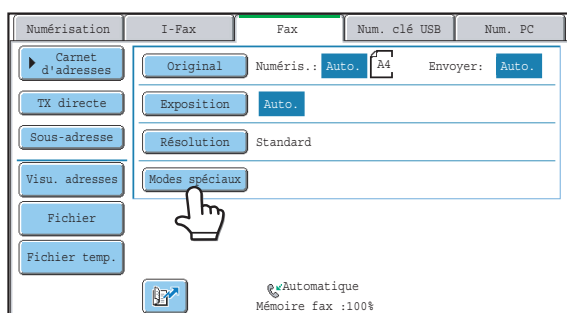 Numérisation I-Fax Fax Num. clé USB Num. PC
Carnet
d'adresses
Original Numéris.: Auto. A4 Envoyer: Auto.
TX directe
Exposition Auto.
Sous-adresse
Résolution Standard
Visu. adresses
Modes spéciaux
Fichier
Fichier temp.
Automatique
Mémoire fax :100%